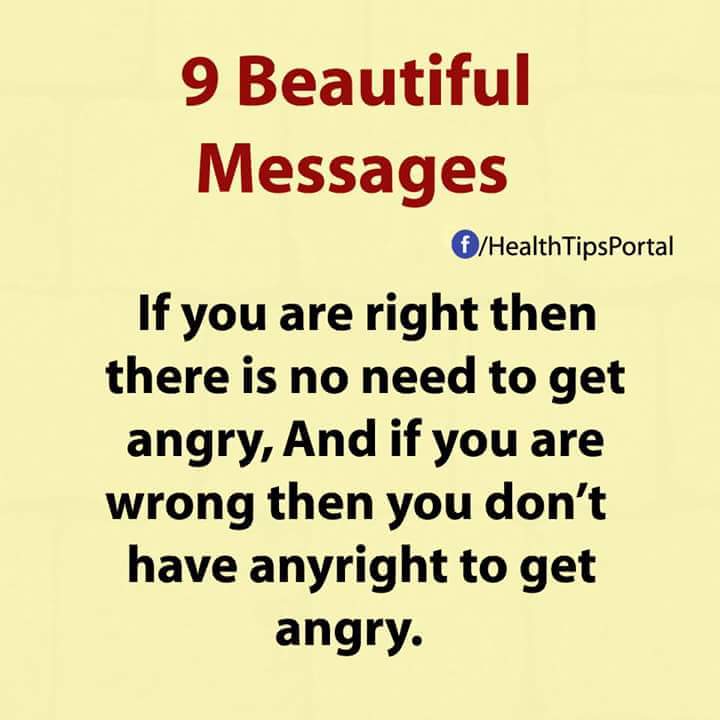 9 Beautiful
Messages
f/HealthTipsPortal
If you are right then
there is no need to get
angry, And if you are
wrong then you don't
have anyright to get
angry.